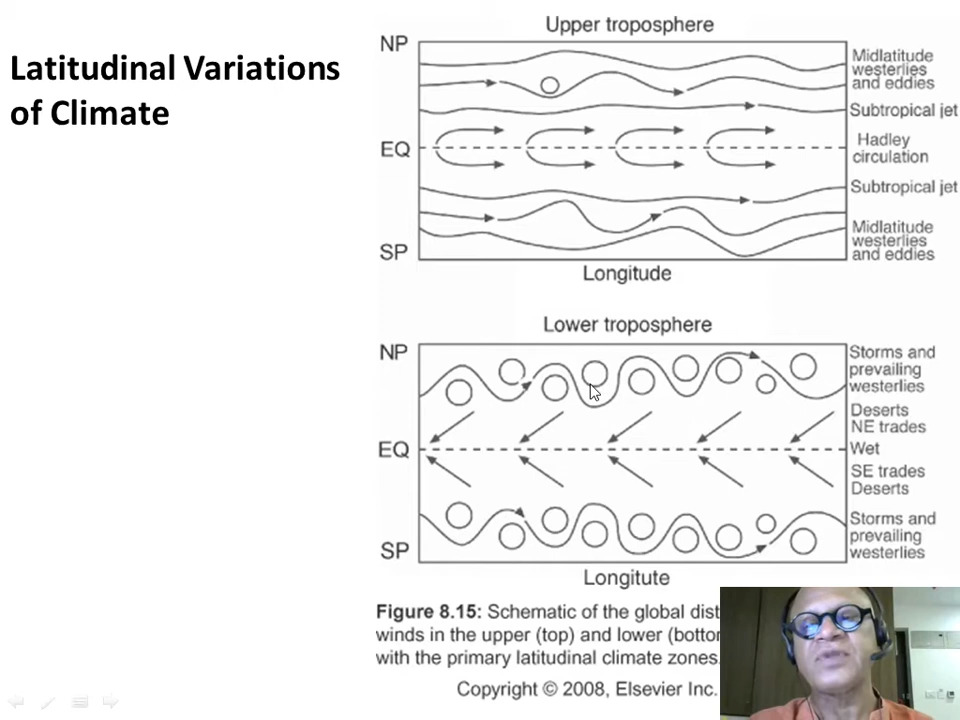 Latitudinal Variations
of Climate
Upper troposphere
NP
EQ
SP
Midlatitude
westerlies
and eddies
Subtropical jet
Hadley
circulation
Subtropical jet
Midlatitude
westerlies
and eddies
Longitude
Lower troposphere
NP
EQ
SP
Storms and
prevailing
westerlies
Deserts
NE trades
Wet
SE trades
Deserts
Storms and
prevailing
westerlies
Longitute
Figure 8.15: Schematic of the global
winds in the upper (top) and lower
with the primary latitudinal climate zones.
Copyright © 2008, Elsevier Inc.